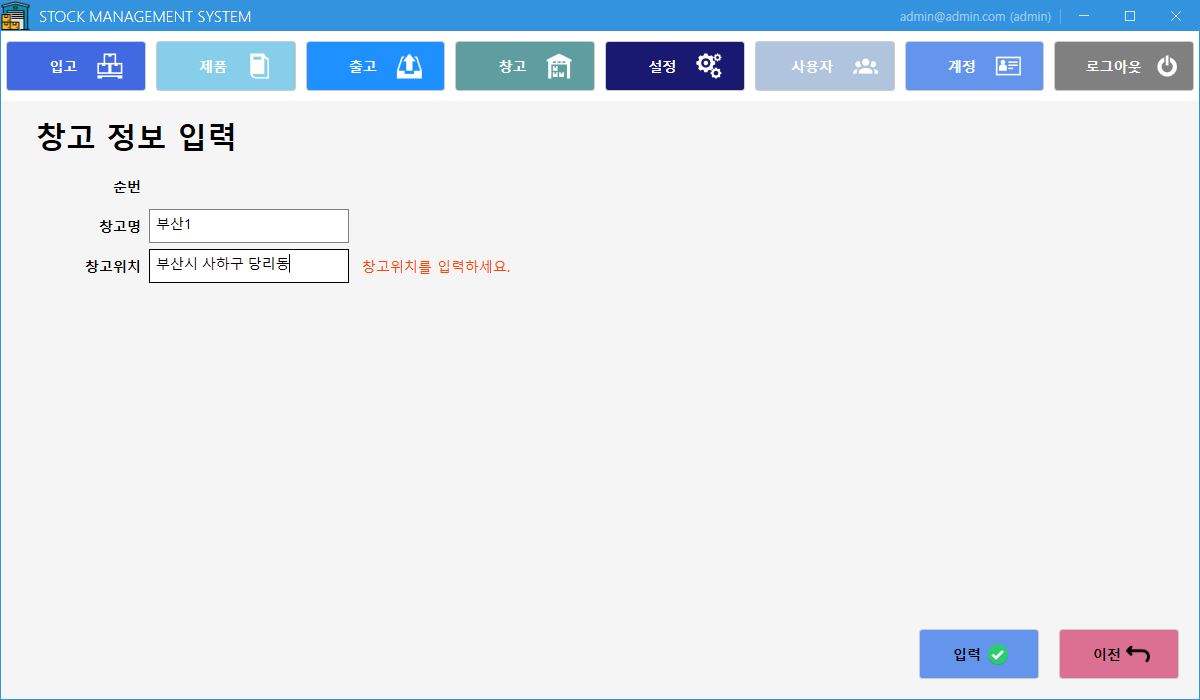 STOCK MANAGEMENT SYSTEM admin@admin.com (admin)
입고 제품 출고 창고 설정 사용자 계정 로그아웃
창고 정보 입력
순번
창고명 부산1
창고위치 부산시 사하구 당리동 창고위치를 입력하세요.
입력 이전